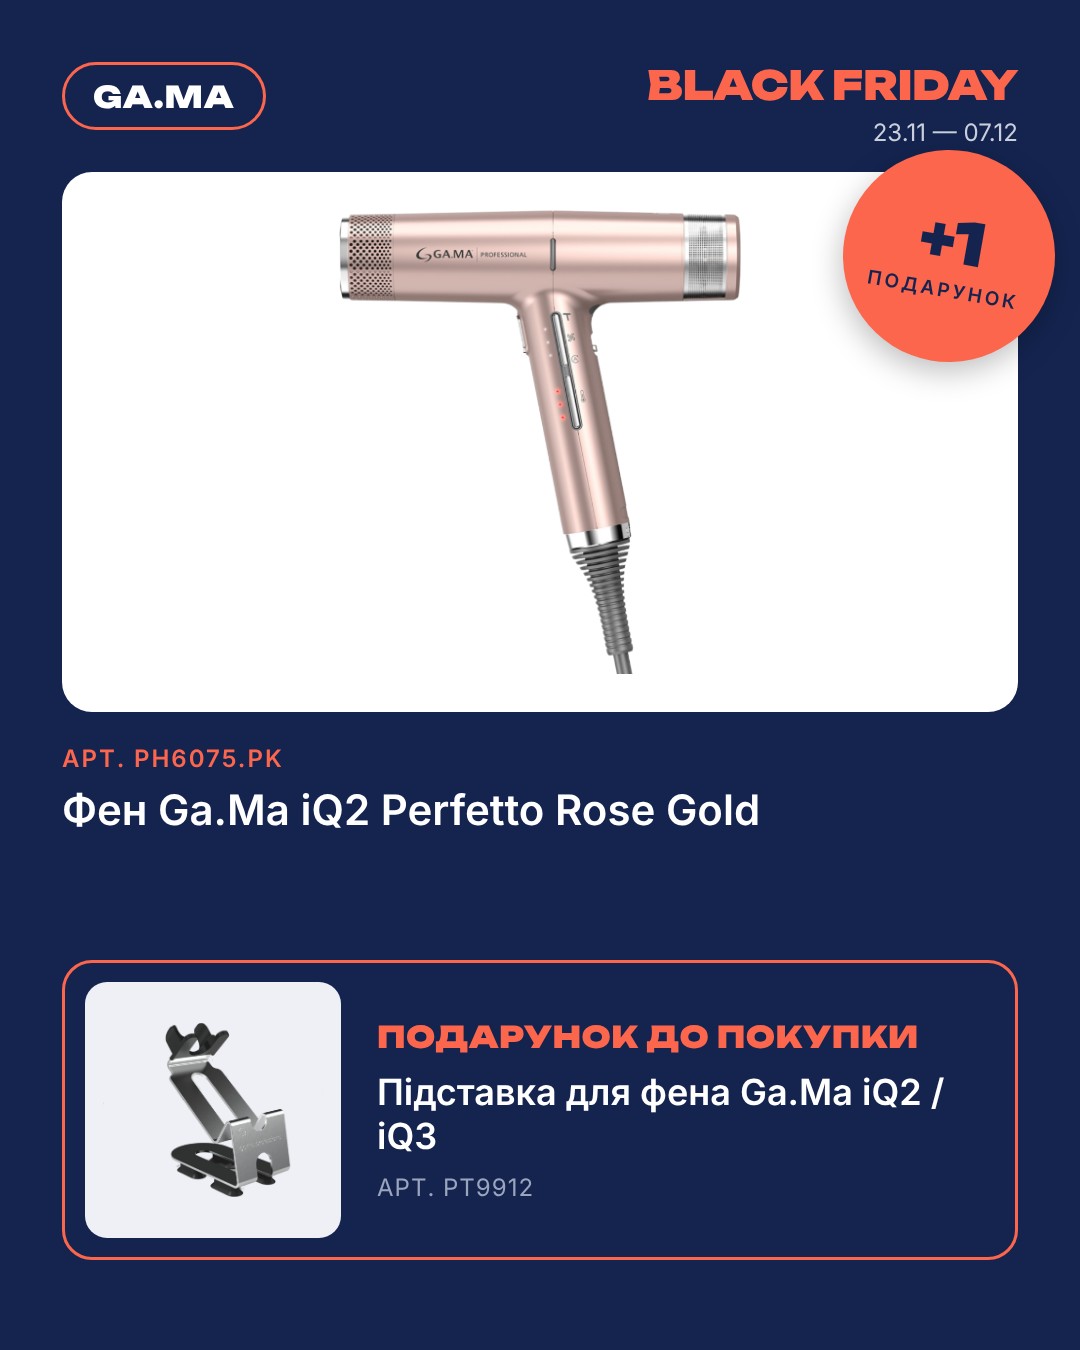 GA.MA
BLACK FRIDAY
23.11 — 07.12
+1
ПОДАРУНОК
GA.MA PROFESSIONAL
АРТ. PH6075.PK
Фен Ga.Ma iQ2 Perfetto Rose Gold
ПОДАРУНОК ДО ПОКУПКИ
Підставка для фена Ga.Ma iQ2 /
iQ3
АРТ. PT9912